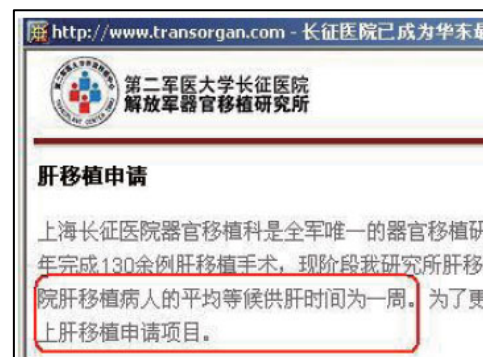 http://www.transorgan.com - 长征医院已成为华东最
第二军医大学长征医院
解放军器官移植研究所
肝移植申请
上海长征医院器官移植科是全军唯一的器官移植研
年完成130余例肝移植手术，现阶段我研究所肝移
院肝移植病人的平均等候供肝时间为一周。为了更
上肝移植申请项目。